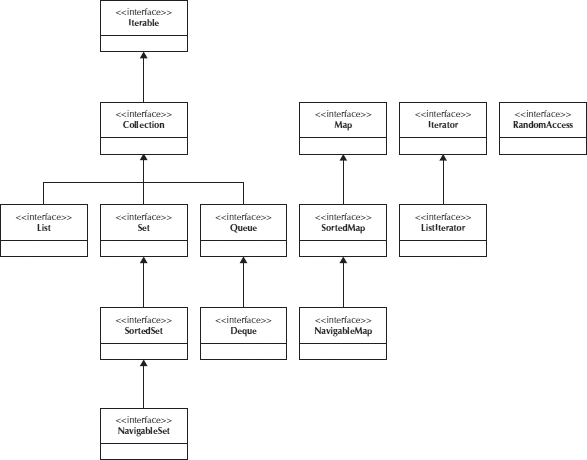 <<interface>>
Iterable
<<interface>>
Collection
<<interface>>
Map
<<interface>>
Iterator
<<interface>>
RandomAccess
<<interface>>
List
<<interface>>
Set
<<interface>>
Queue
<<interface>>
SortedMap
<<interface>>
ListIterator
<<interface>>
SortedSet
<<interface>>
Deque
<<interface>>
NavigableMap
<<interface>>
NavigableSet